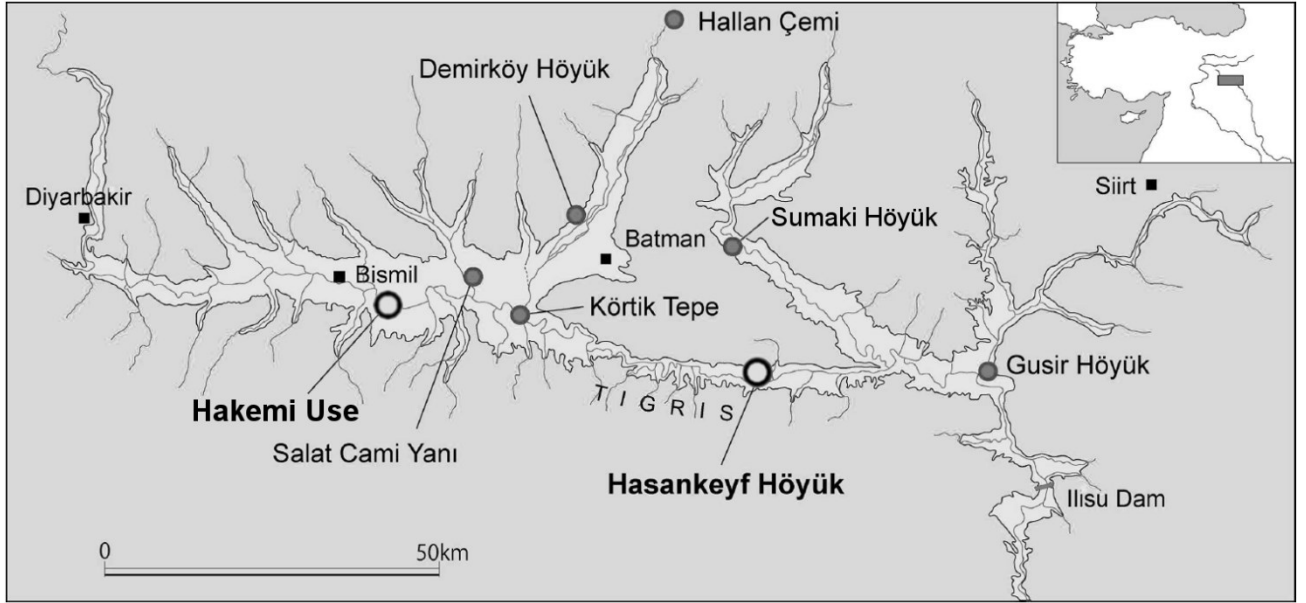 Hallan Çemi
Demirköy Höyük
Diyarbakir
Siirt
Sumaki Höyük
Batman
Bismil
Körtik Tepe
Gusir Höyük
Hakemi Use
TIGRIS
Salat Cami Yanı
Hasankeyf Höyük
Ilısu Dam
0 50km